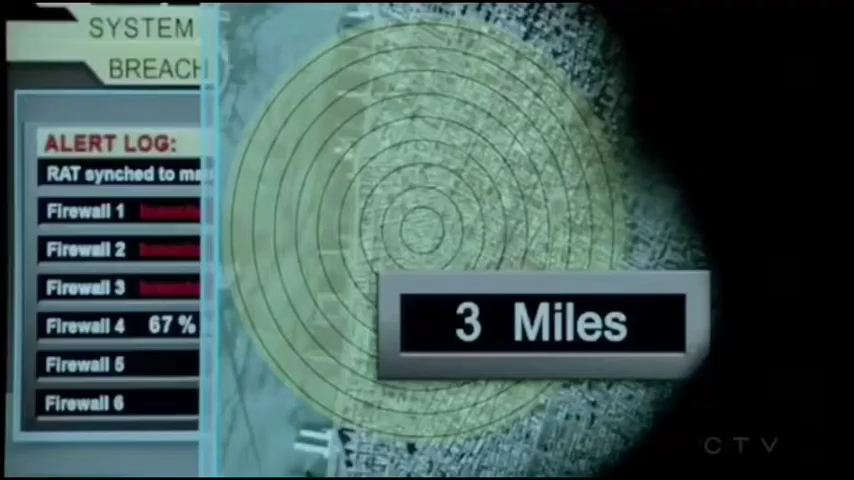 SYSTEM
BREACH
ALERT LOG:
RAT synched to
Firewall 1
Firewall 2
Firewall 3
Firewall 4 67 %
Firewall 5
Firewall 6
3 Miles
CTV